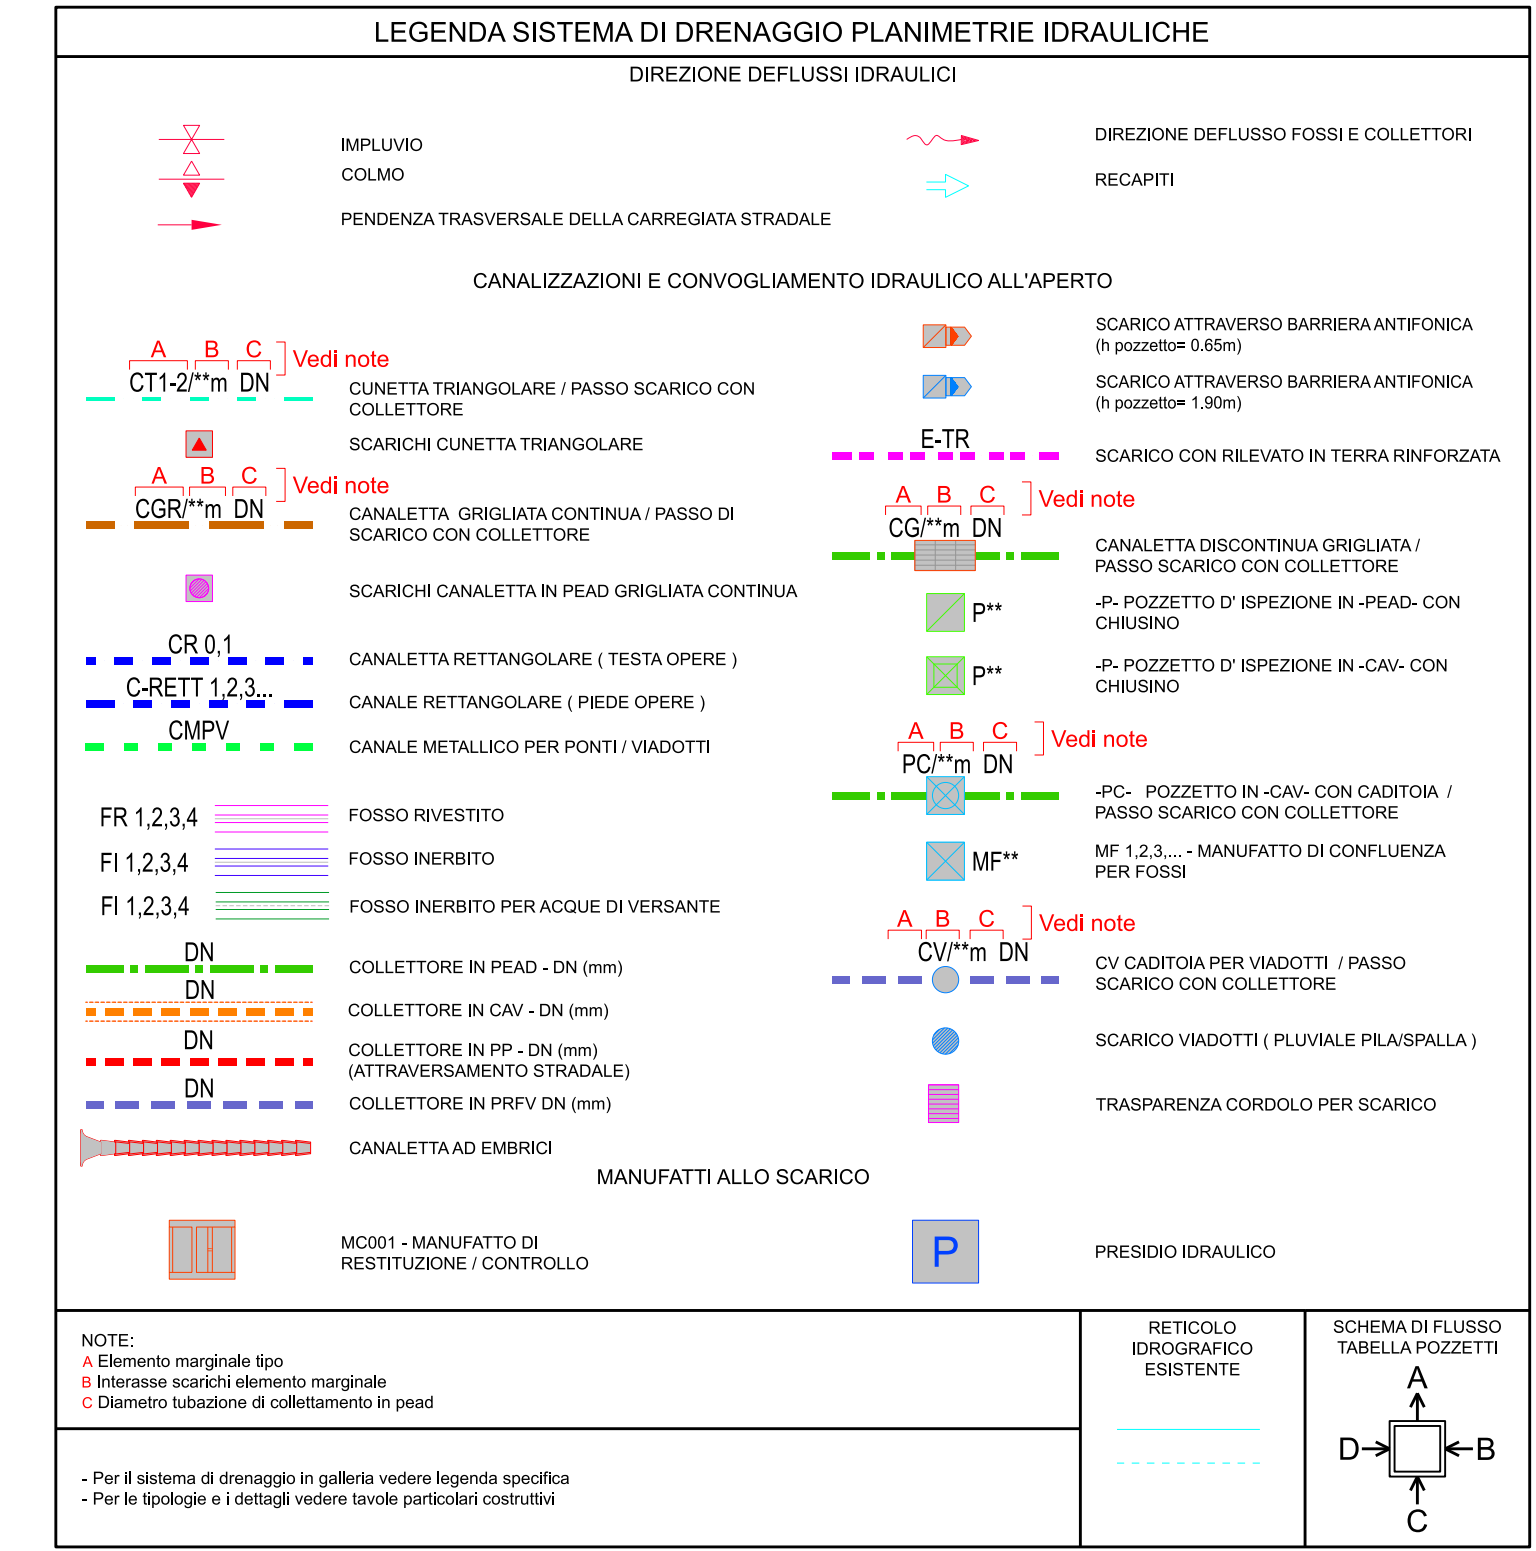 LEGENDA SISTEMA DI DRENAGGIO PLANIMETRIE IDRAULICHE
DIREZIONE DEFLUSSI IDRAULICI
IMPLUVIO
COLMO
PENDENZA TRASVERSALE DELLA CARREGIATA STRADALE
DIREZIONE DEFLUSSO FOSSI E COLLETTORI
RECAPITI
CANALIZZAZIONI E CONVOGLIAMENTO IDRAULICO ALL'APERTO
A B C Vedi note
CT1-2/**m DN
CUNETTA TRIANGOLARE / PASSO SCARICO CON
COLLETTORE
SCARICHI CUNETTA TRIANGOLARE
A B C Vedi note
CGR/**m DN
CANALETTA GRIGLIATA CONTINUA / PASSO DI
SCARICO CON COLLETTORE
SCARICHI CANALETTA IN PEAD GRIGLIATA CONTINUA
CR 0,1
CANALETTA RETTANGOLARE ( TESTA OPERE )
C-RETT 1,2,3...
CANALE RETTANGOLARE ( PIEDE OPERE )
CMPV
CANALE METALLICO PER PONTI / VIADOTTI
FR 1,2,3,4
FOSSO RIVESTITO
FI 1,2,3,4
FOSSO INERBITO
FI 1,2,3,4
FOSSO INERBITO PER ACQUE DI VERSANTE
DN
COLLETTORE IN PEAD - DN (mm)
DN
COLLETTORE IN CAV - DN (mm)
DN
COLLETTORE IN PP - DN (mm)
(ATTRAVERSAMENTO STRADALE)
DN
COLLETTORE IN PRFV DN (mm)
CANALETTA AD EMBRICI
SCARICO ATTRAVERSO BARRIERA ANTIFONICA
(h pozzetto= 0.65m)
SCARICO ATTRAVERSO BARRIERA ANTIFONICA
(h pozzetto= 1.90m)
E-TR
SCARICO CON RILEVATO IN TERRA RINFORZATA
A B C Vedi note
CG/**m DN
CANALETTA DISCONTINUA GRIGLIATA /
PASSO SCARICO CON COLLETTORE
P**
-P- POZZETTO D' ISPEZIONE IN -PEAD- CON
CHIUSINO
P**
-P- POZZETTO D' ISPEZIONE IN -CAV- CON
CHIUSINO
A B C Vedi note
PC/**m DN
-PC- POZZETTO IN -CAV- CON CADITOIA /
PASSO SCARICO CON COLLETTORE
MF**
MF 1,2,3,... - MANUFATTO DI CONFLUENZA
PER FOSSI
A B C Vedi note
CV/**m DN
CV CADITOIA PER VIADOTTI / PASSO
SCARICO CON COLLETTORE
SCARICO VIADOTTI ( PLUVIALE PILA/SPALLA )
TRASPARENZA CORDOLO PER SCARICO
MANUFATTI ALLO SCARICO
MC001 - MANUFATTO DI
RESTITUZIONE / CONTROLLO
P
PRESIDIO IDRAULICO
NOTE:
A Elemento marginale tipo
B Interasse scarichi elemento marginale
C Diametro tubazione di collettamento in pead
- Per il sistema di drenaggio in galleria vedere legenda specifica
- Per le tipologie e i dettagli vedere tavole particolari costruttivi
RETICOLO
IDROGRAFICO
ESISTENTE
SCHEMA DI FLUSSO
TABELLA POZZETTI
A
D B
C